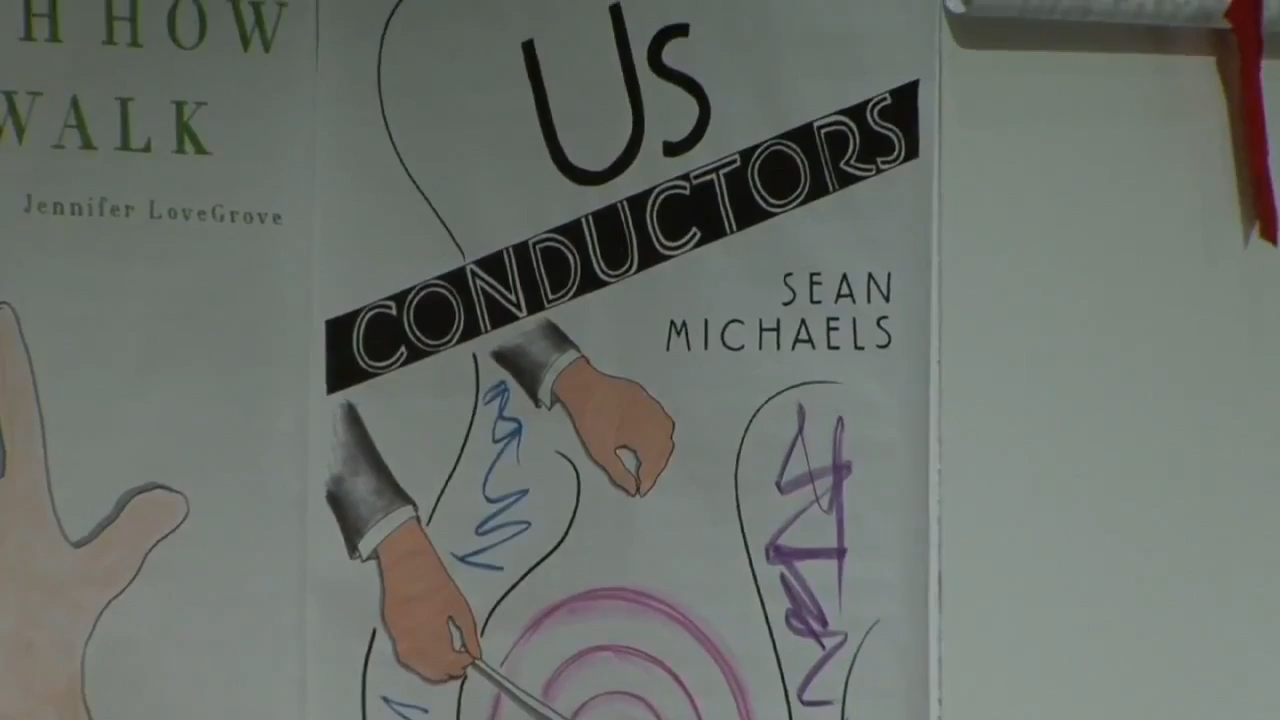 H HOW
WALK
Jennifer LoveGrove
US
CONDUCTORS
SEAN
MICHAELS